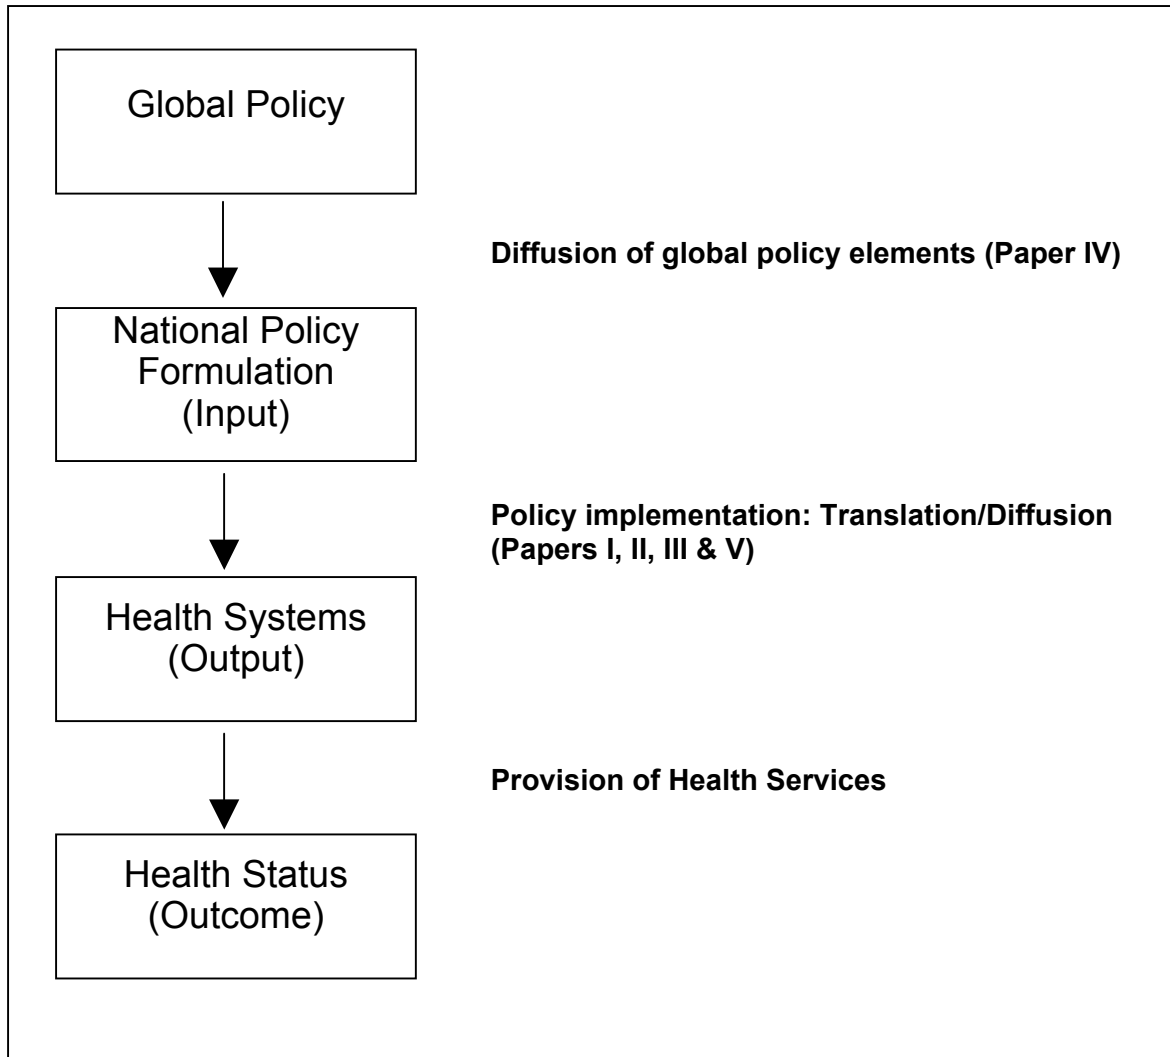 Global Policy
Diffusion of global policy elements (Paper IV)
National Policy
Formulation
(Input)
Policy implementation: Translation/Diffusion
(Papers I, II, III & V)
Health Systems
(Output)
Provision of Health Services
Health Status
(Outcome)